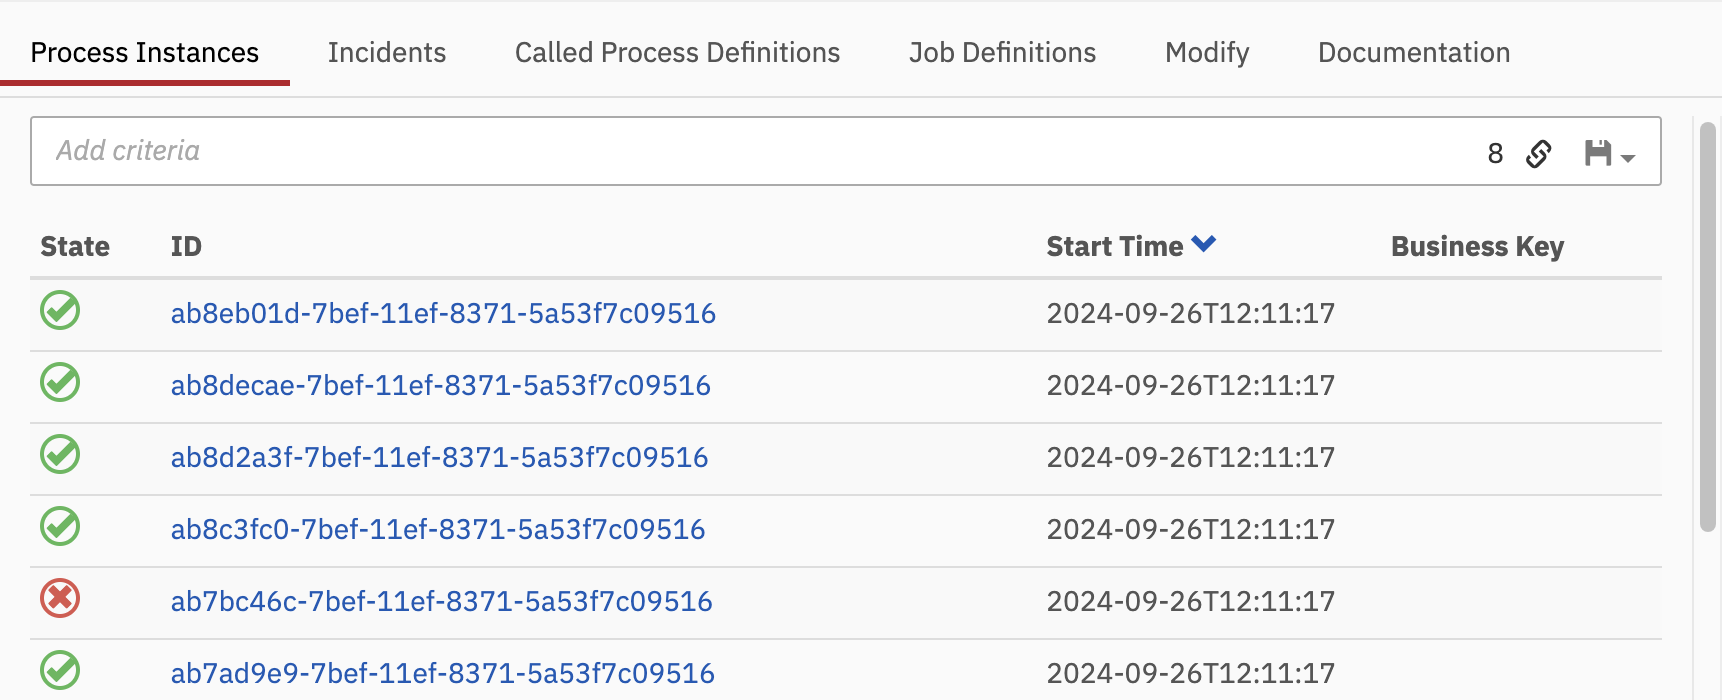 Process Instances Incidents Called Process Definitions Job Definitions Modify Documentation
Add criteria 8
State ID Start Time Business Key
ab8eb01d-7bef-11ef-8371-5a53f7c09516 2024-09-26T12:11:17
ab8decae-7bef-11ef-8371-5a53f7c09516 2024-09-26T12:11:17
ab8d2a3f-7bef-11ef-8371-5a53f7c09516 2024-09-26T12:11:17
ab8c3fc0-7bef-11ef-8371-5a53f7c09516 2024-09-26T12:11:17
ab7bc46c-7bef-11ef-8371-5a53f7c09516 2024-09-26T12:11:17
ab7ad9e9-7bef-11ef-8371-5a53f7c09516 2024-09-26T12:11:17